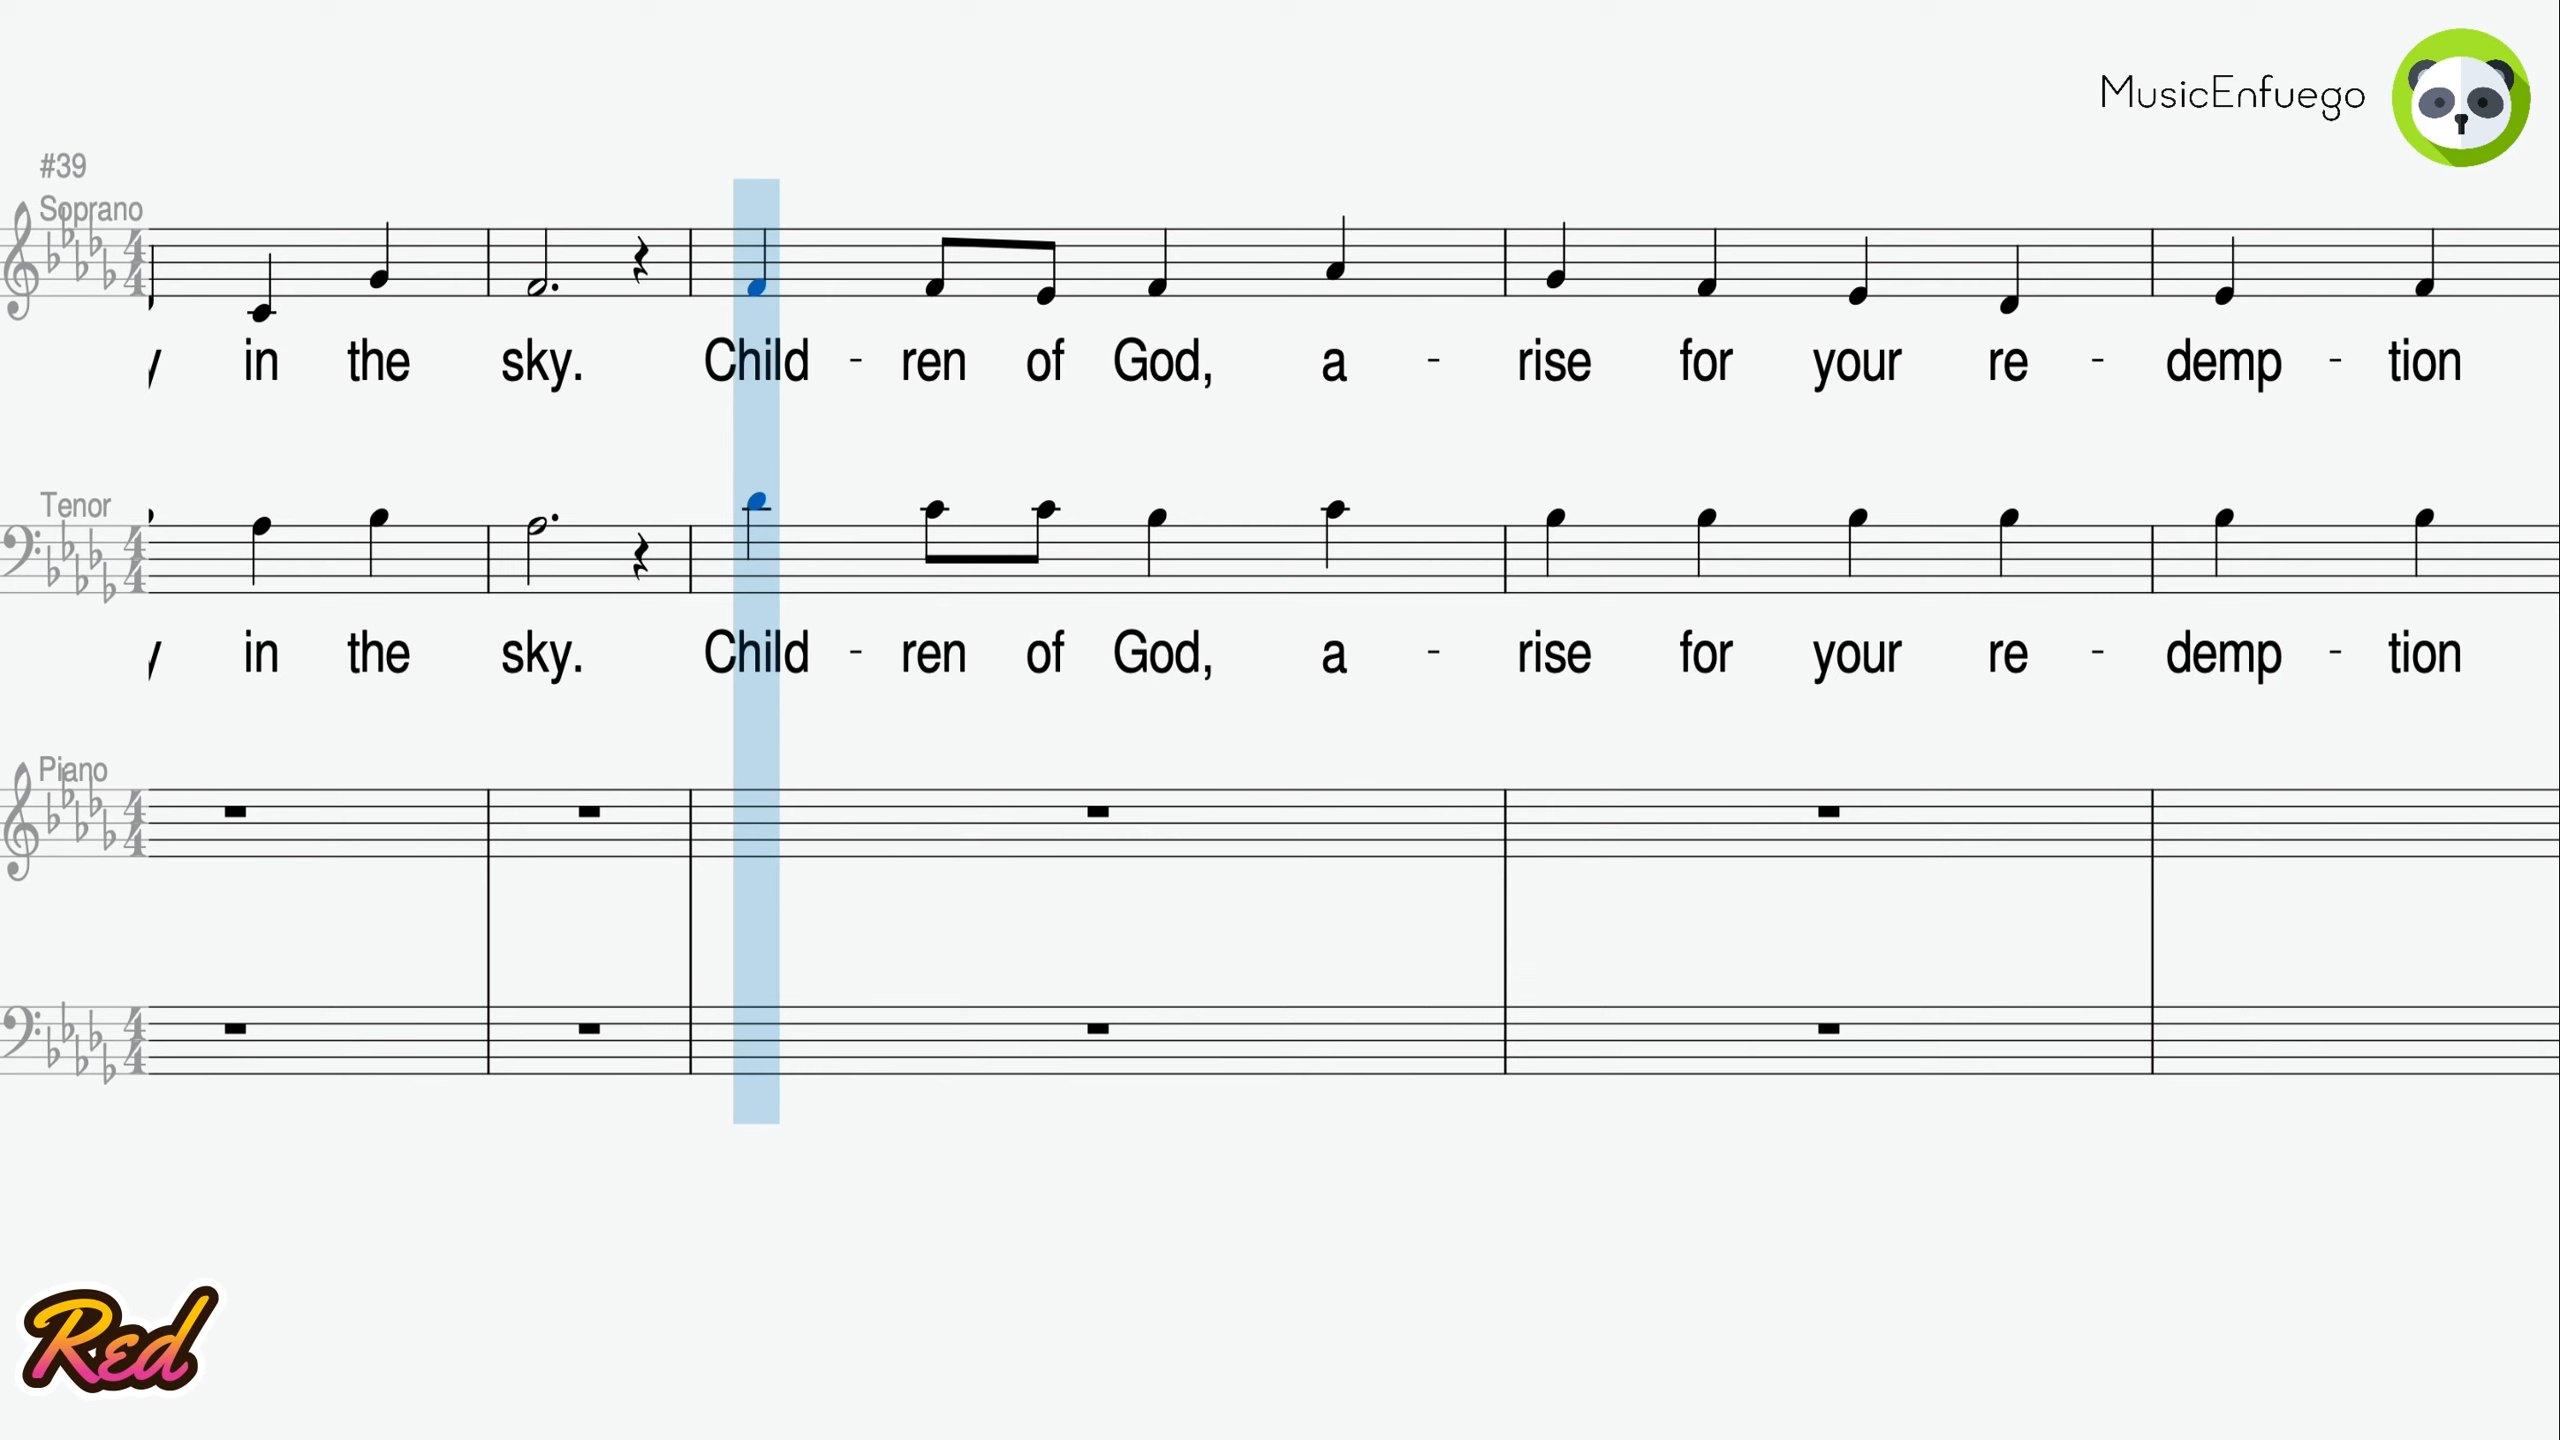 MusicEnfuego
#39
Soprano
y in the sky. Child - ren of God, a - rise for your re - demp - tion
Tenor
y in the sky. Child - ren of God, a - rise for your re - demp - tion
Piano
Red